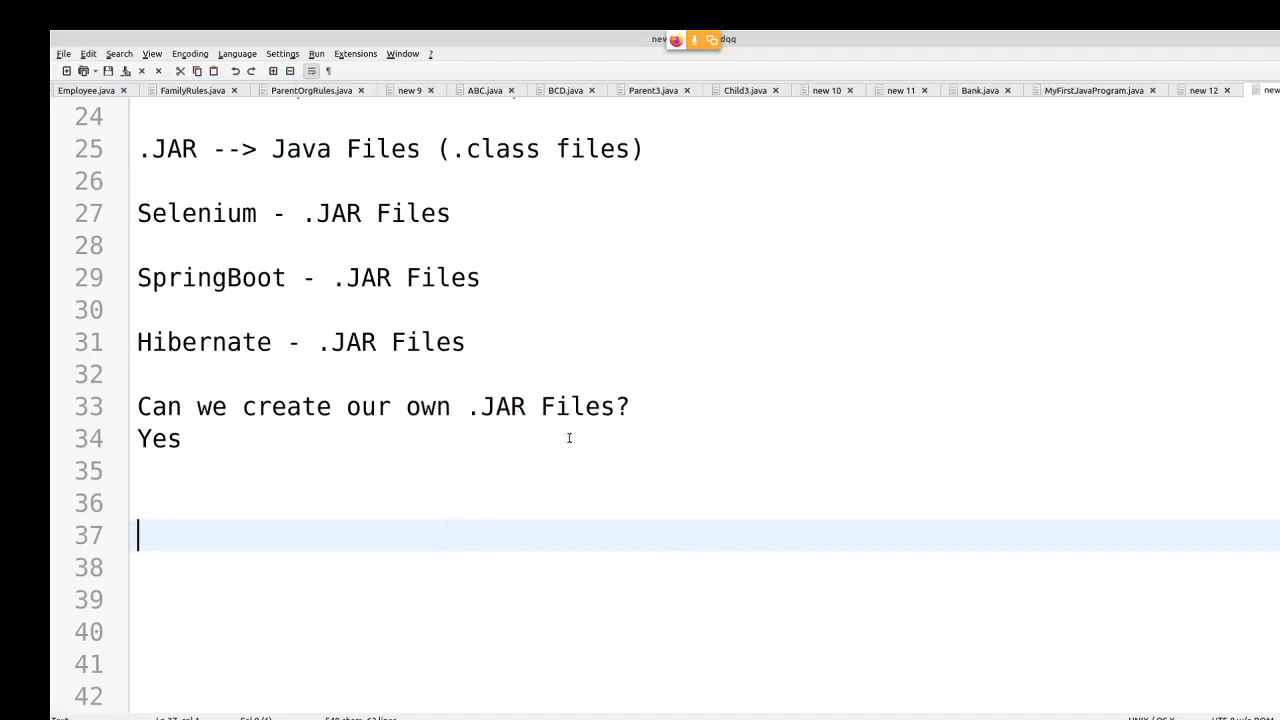 new dqq
File Edit Search View Encoding Language Settings Run Extensions Window ?
Employee.java FamilyRules.java ParentOrgRules.java new 9 ABC.java BCD.java Parent3.java Child3.java new 10 new 11 Bank.java MyFirstJavaProgram.java new 12 new
24
25 .JAR --> Java Files (.class files)
26
27 Selenium - .JAR Files
28
29 SpringBoot - .JAR Files
30
31 Hibernate - .JAR Files
32
33 Can we create our own .JAR Files?
34 Yes
35
36
37
38
39
40
41
42